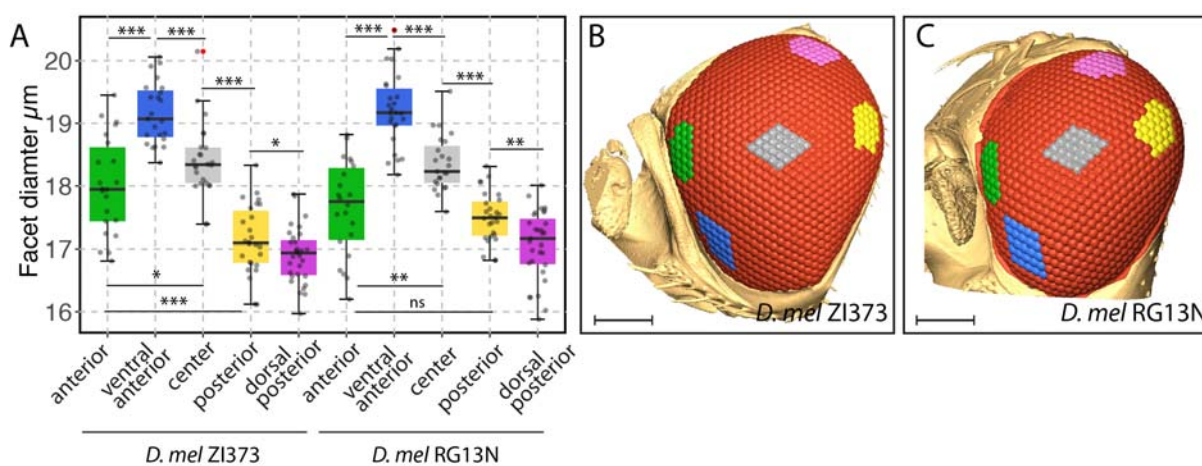 A
Facet diamter µm
20
19
18
17
16
***
***
***
*
*
***
***
***
***
**
**
ns
anterior
ventral
anterior
center
posterior
dorsal
posterior
anterior
ventral
anterior
center
posterior
dorsal
posterior
D. mel ZI373
D. mel RG13N
B
D. mel ZI373
C
D. mel RG13N